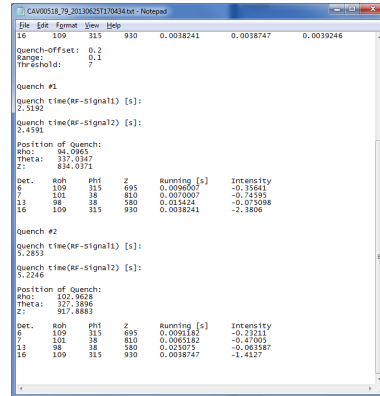 CAV00518_79_20130625T170434.txt - Notepad
File Edit Format View Help
16 109 315 930 0.0038241 0.0038747 0.0039246
Quench-Offset: 0.2
Range: 0.1
Threshold: 7
Quench #1
Quench time(RF-Signal1) [s]:
2.5192
Quench time(RF-Signal2) [s]:
2.4591
Position of Quench:
Rho: 94.0965
Theta: 337.0347
Z: 834.0371
Det. Roh Phi Z Running [s] Intensity
6 109 315 695 0.0096007 -0.35641
7 101 38 810 0.0070007 -0.74595
13 98 38 580 0.015424 -0.075098
16 109 315 930 0.0038241 -2.3806
Quench #2
Quench time(RF-Signal1) [s]:
5.2853
Quench time(RF-Signal2) [s]:
5.2246
Position of Quench:
Rho: 102.9628
Theta: 327.3896
Z: 917.8883
Det. Roh Phi Z Running [s] Intensity
6 109 315 695 0.0091182 -0.23211
7 101 38 810 0.0065182 -0.47005
13 98 38 580 0.025075 -0.063587
16 109 315 930 0.0038747 -1.4127